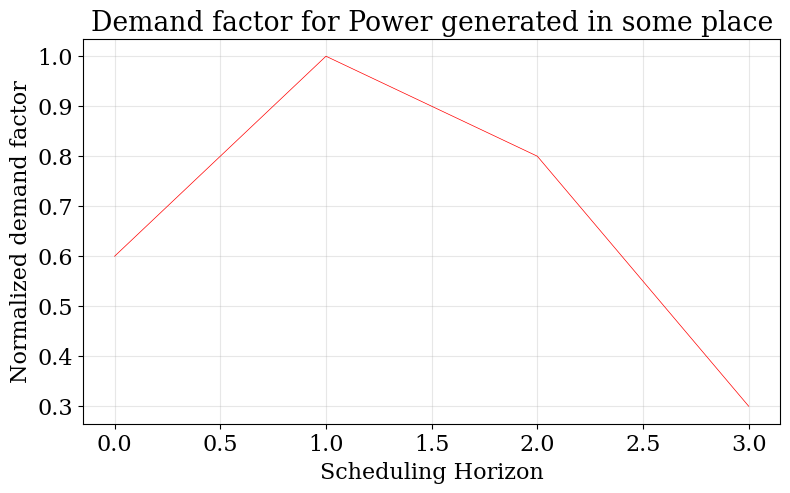 Demand factor for Power generated in some place
1.0
0.9
0.8
0.7
0.6
0.5
0.4
0.3
Normalized demand factor
0.0 0.5 1.0 1.5 2.0 2.5 3.0
Scheduling Horizon